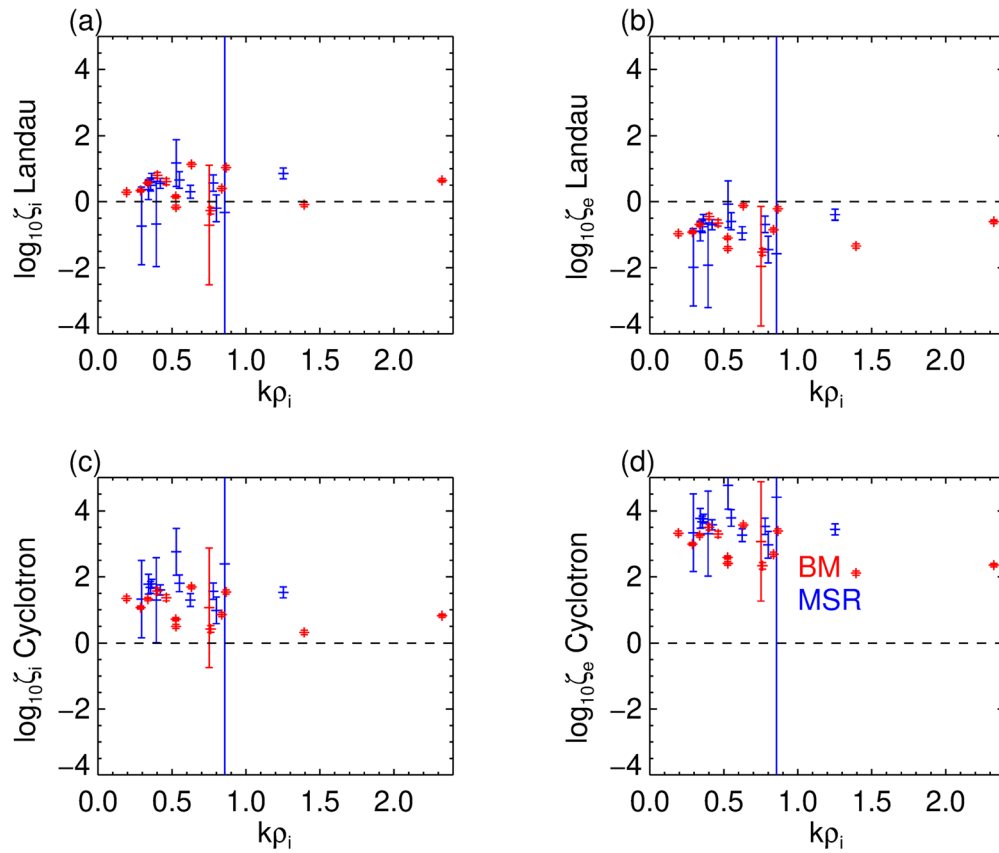 (a)
log₁₀ζᵢ Landau
4
2
0
−2
−4
0.0 0.5 1.0 1.5 2.0
kρᵢ
(b)
log₁₀ζₑ Landau
4
2
0
−2
−4
0.0 0.5 1.0 1.5 2.0
kρᵢ
(c)
log₁₀ζᵢ Cyclotron
4
2
0
−2
−4
0.0 0.5 1.0 1.5 2.0
kρᵢ
(d)
log₁₀ζₑ Cyclotron
4
2
0
−2
−4
BM
MSR
0.0 0.5 1.0 1.5 2.0
kρᵢ